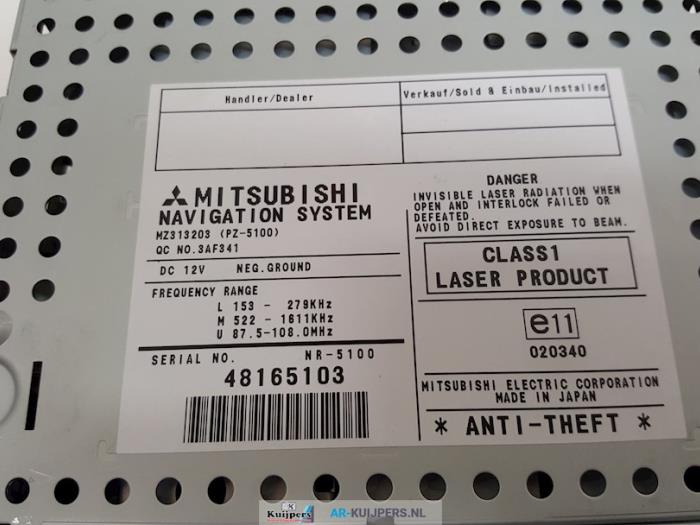 Handler/Dealer
Verkauf/Sold & Einbau/Installed
MITSUBISHI
NAVIGATION SYSTEM
MZ313203 (PZ-5100)
QC NO.3AF341
DC 12V NEG.GROUND
FREQUENCY RANGE
L 153 - 279KHz
M 522 - 1611KHz
U 87.5-108.0MHz
SERIAL NO. NR-5100
48165103
DANGER
INVISIBLE LASER RADIATION WHEN
OPEN AND INTERLOCK FAILED OR
DEFEATED.
AVOID DIRECT EXPOSURE TO BEAM.
CLASS1
LASER PRODUCT
e11
020340
MITSUBISHI ELECTRIC CORPORATION
MADE IN JAPAN
* ANTI-THEFT *
Kuijpers
AR-KUIJPERS.NL